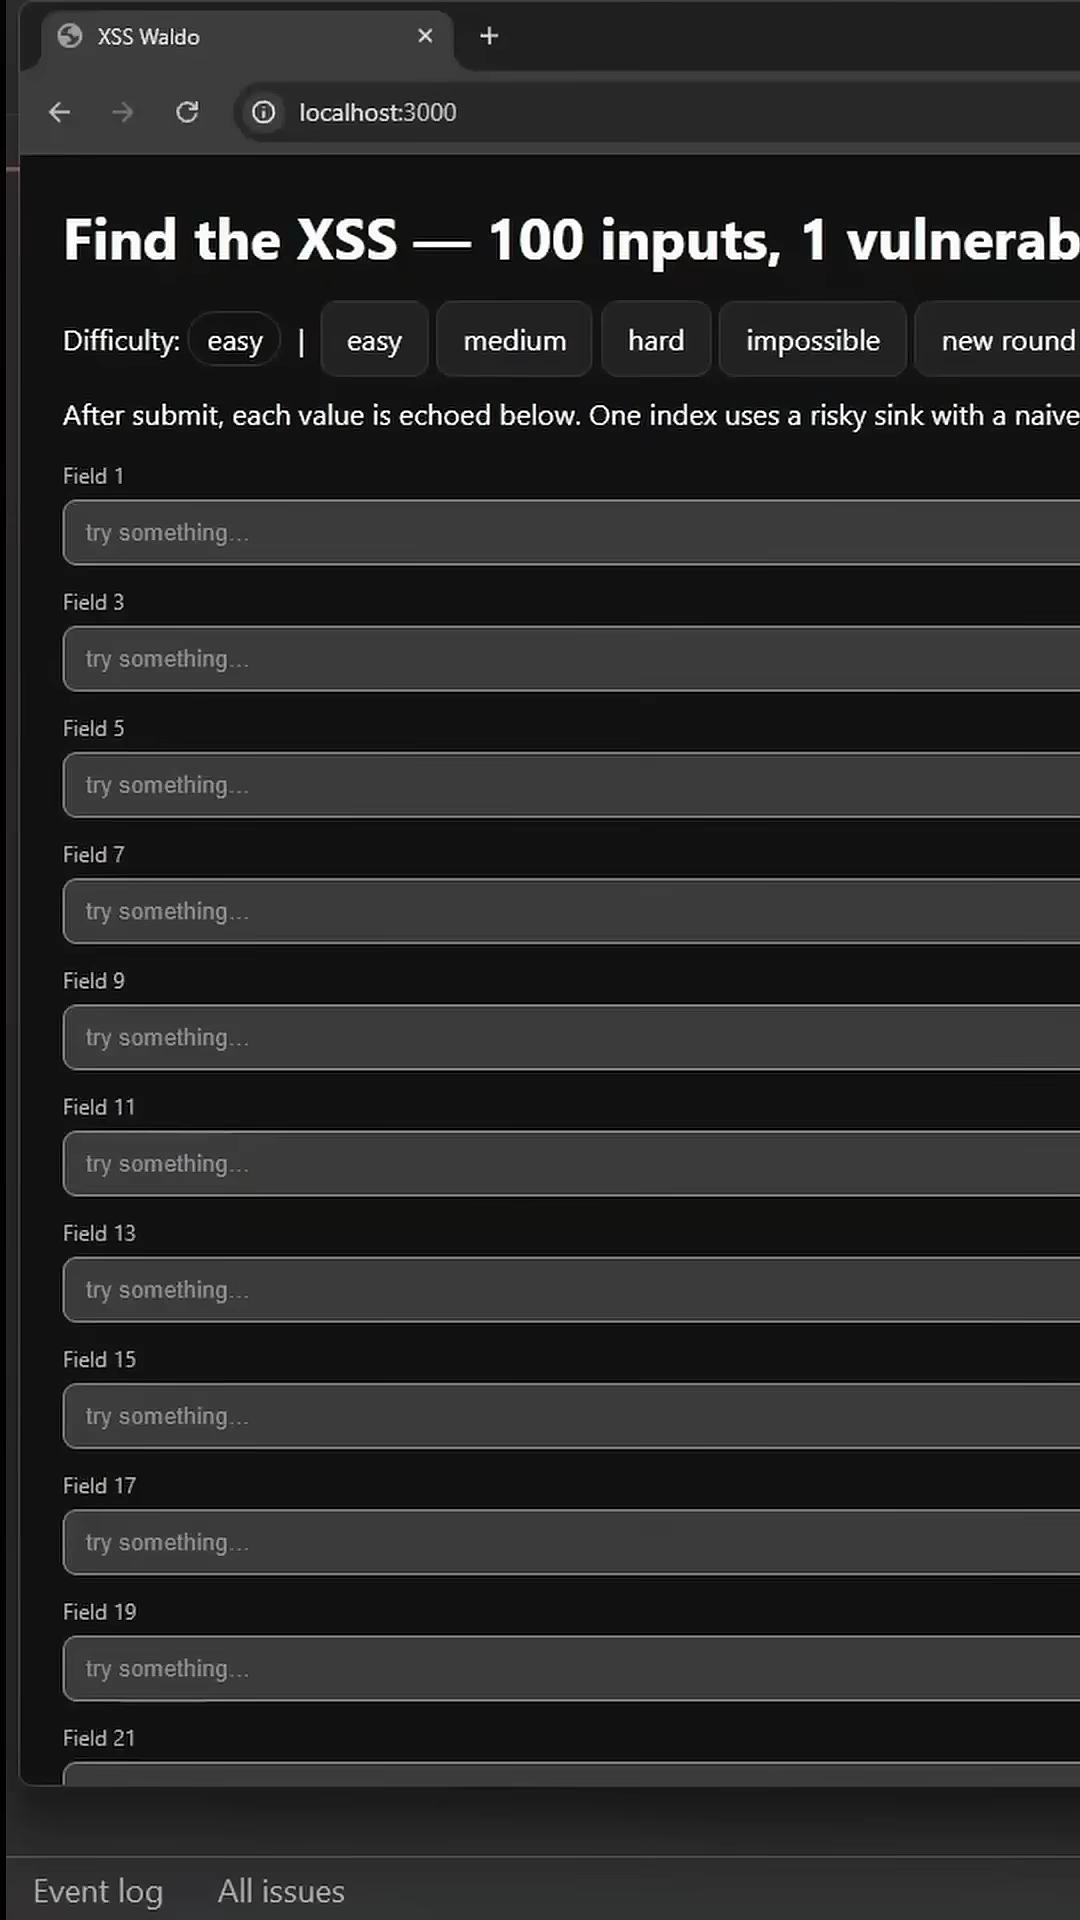 XSS Waldo
localhost:3000
Find the XSS — 100 inputs, 1 vulnerab
Difficulty: easy | easy medium hard impossible new round
After submit, each value is echoed below. One index uses a risky sink with a naive
Field 1
try something...
Field 3
try something...
Field 5
try something...
Field 7
try something...
Field 9
try something...
Field 11
try something...
Field 13
try something...
Field 15
try something...
Field 17
try something...
Field 19
try something...
Field 21
Event log All issues